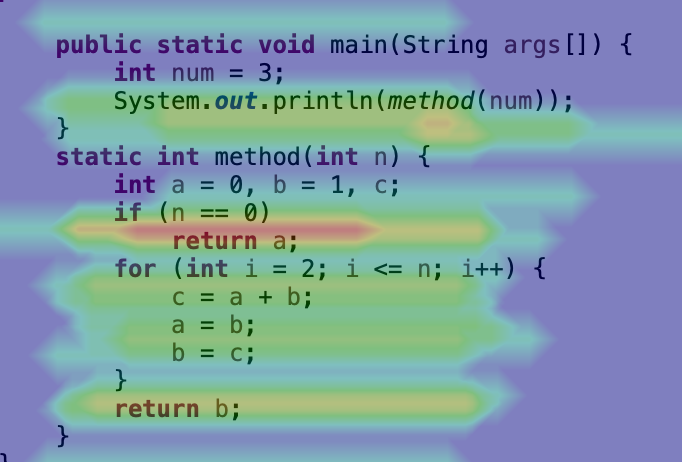 public static void main(String args[]) {
int num = 3;
System.out.println(method(num));
}
static int method(int n) {
int a = 0, b = 1, c;
if (n == 0)
return a;
for (int i = 2; i <= n; i++) {
c = a + b;
a = b;
b = c;
}
return b;
}
}